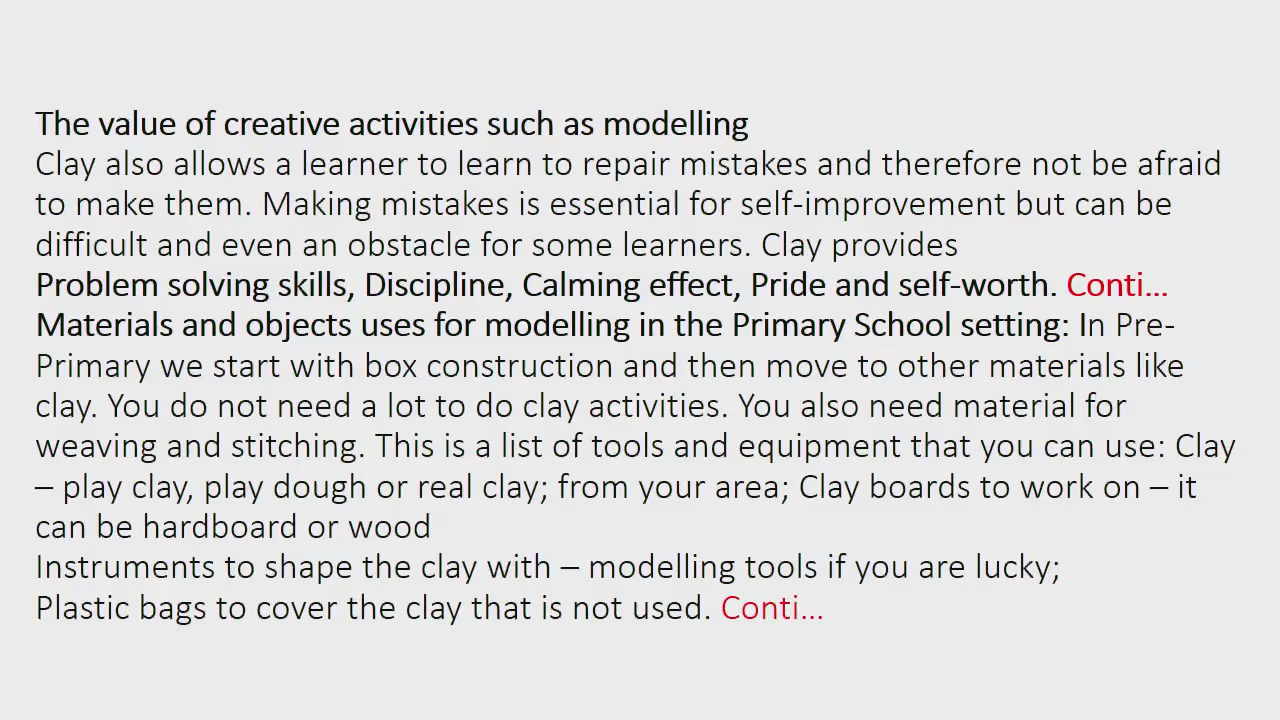 The value of creative activities such as modelling
Clay also allows a learner to learn to repair mistakes and therefore not be afraid
to make them. Making mistakes is essential for self-improvement but can be
difficult and even an obstacle for some learners. Clay provides
Problem solving skills, Discipline, Calming effect, Pride and self-worth. Conti...
Materials and objects uses for modelling in the Primary School setting: In Pre-
Primary we start with box construction and then move to other materials like
clay. You do not need a lot to do clay activities. You also need material for
weaving and stitching. This is a list of tools and equipment that you can use: Clay
– play clay, play dough or real clay; from your area; Clay boards to work on – it
can be hardboard or wood
Instruments to shape the clay with – modelling tools if you are lucky;
Plastic bags to cover the clay that is not used. Conti...